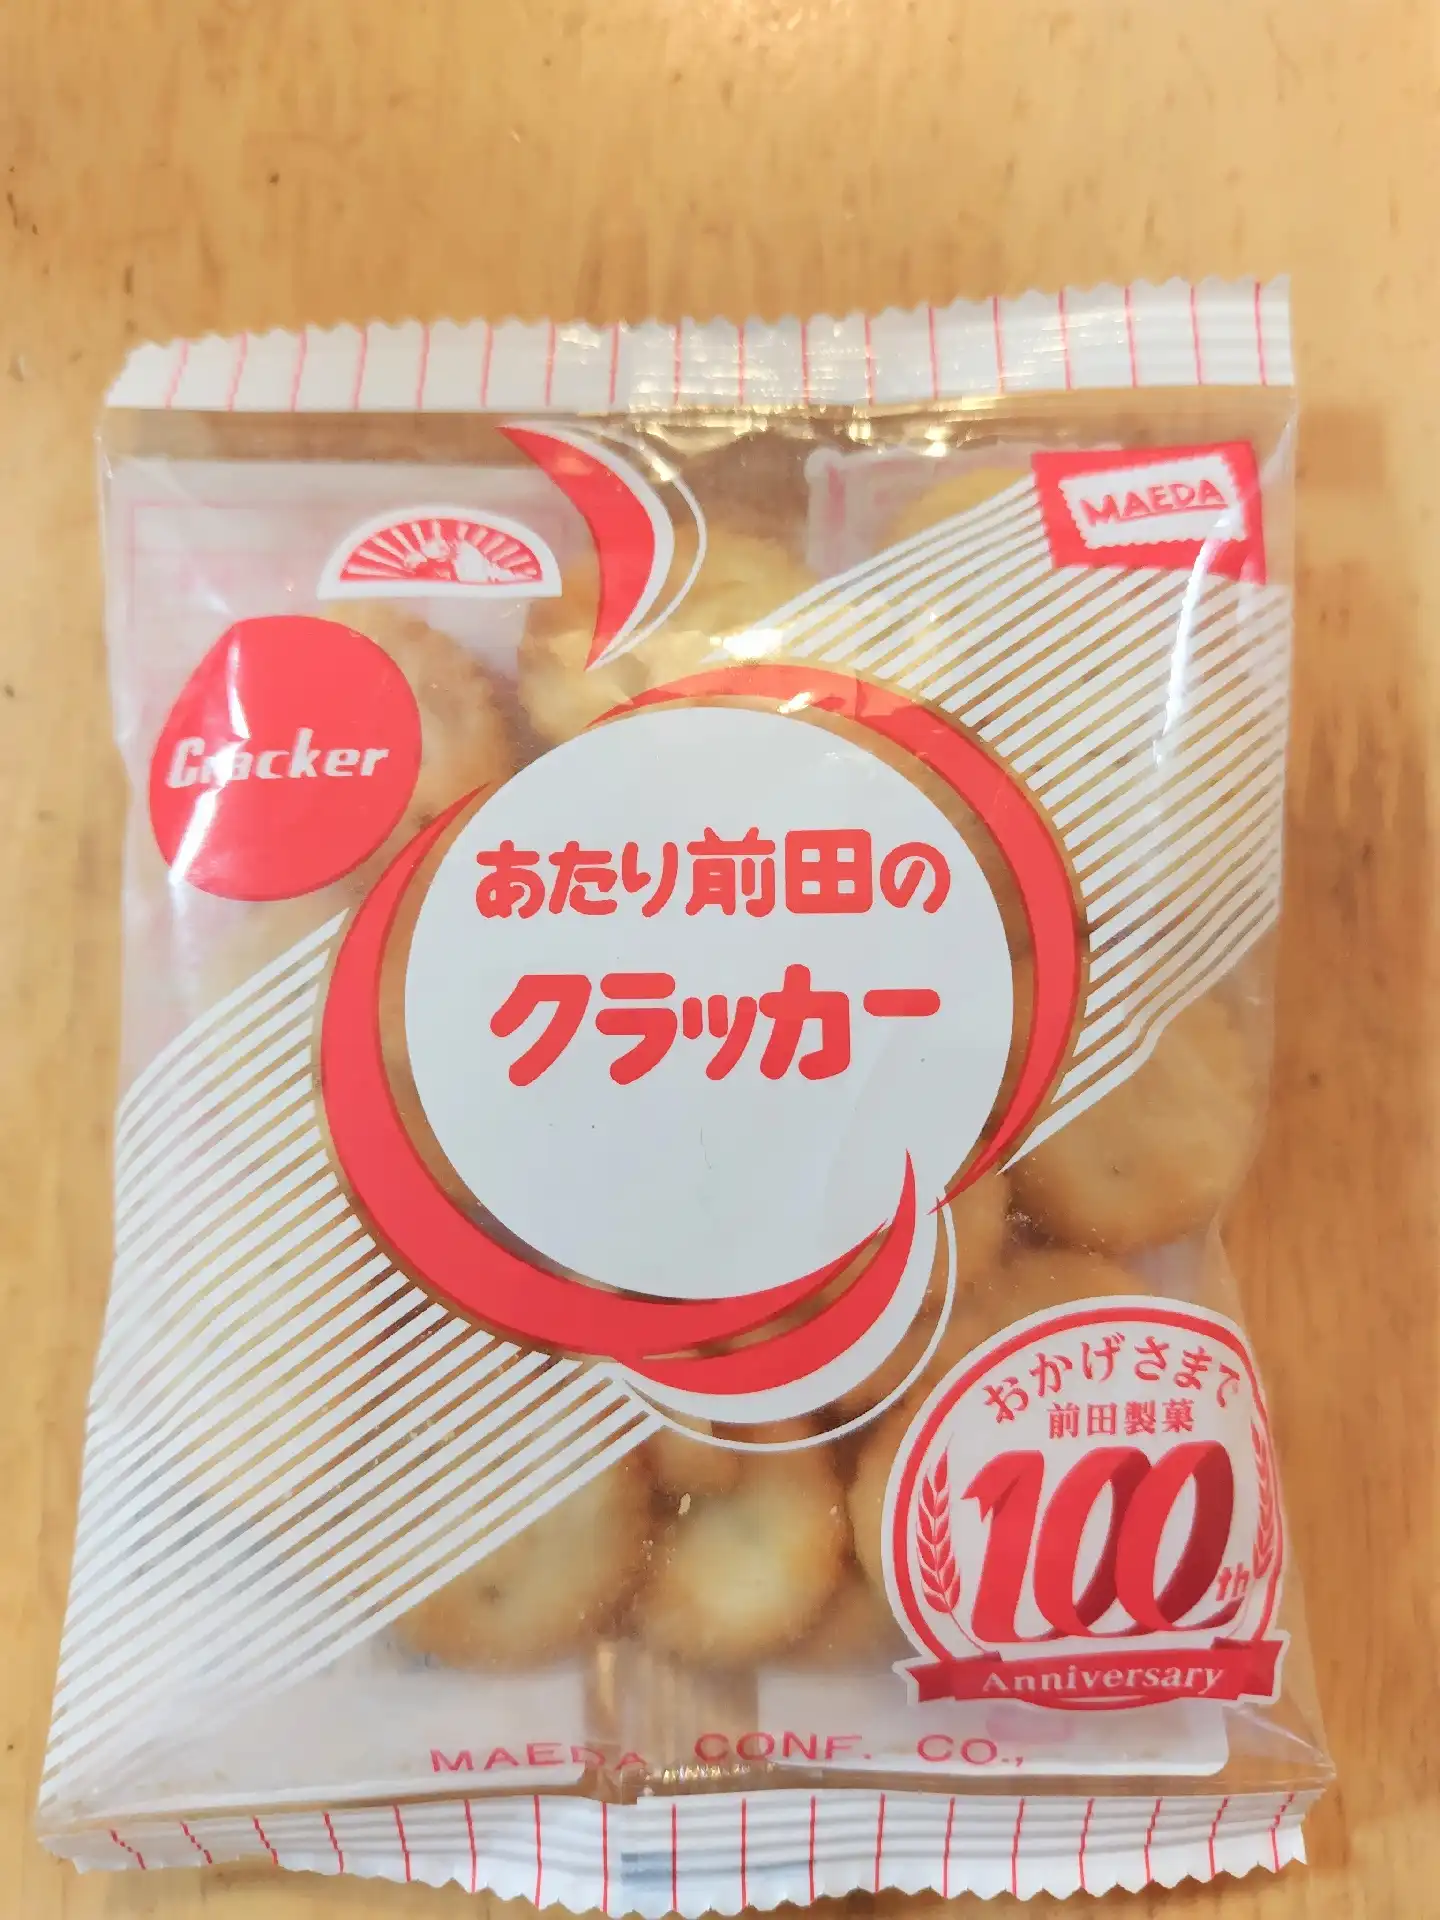 MAEDA
Cracker
あたり前田の
クラッカー
おかげさまで
前田製菓
100th
Anniversary
MAEDA CONF. CO.,